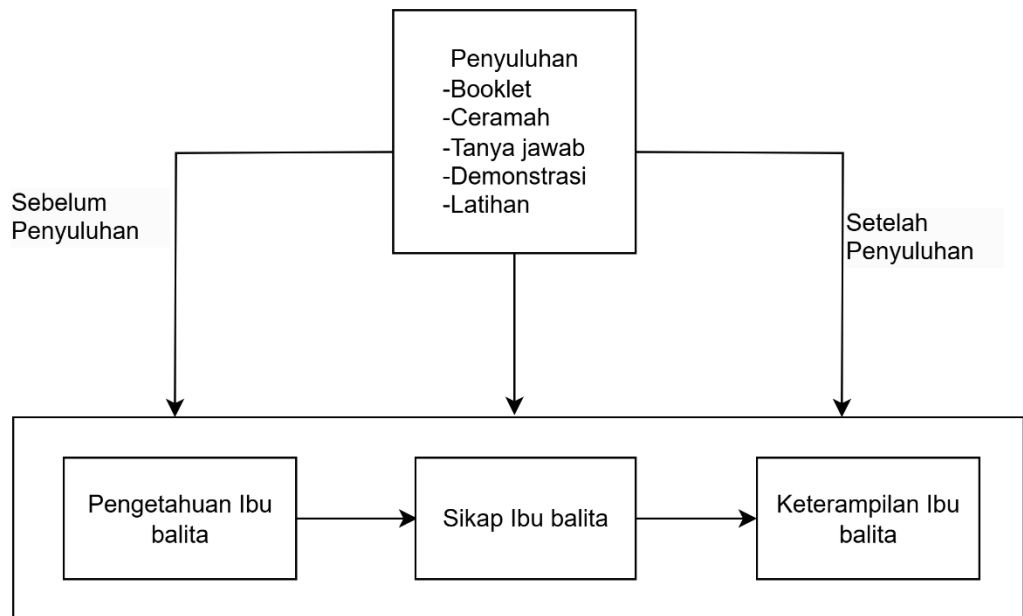 Penyuluhan
-Booklet
-Ceramah
-Tanya jawab
-Demonstrasi
-Latihan
Sebelum
Penyuluhan
Setelah
Penyuluhan
Pengetahuan Ibu
balita
Sikap Ibu balita
Keterampilan Ibu
balita